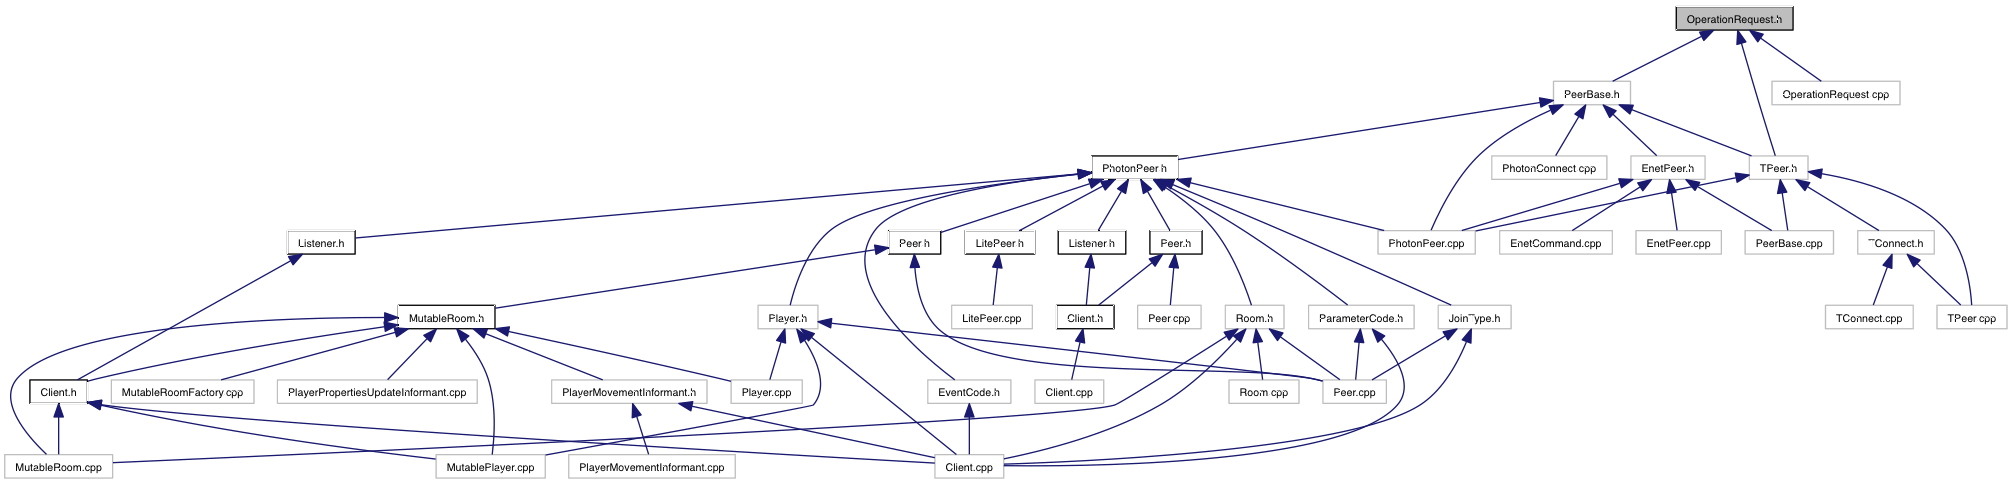 OperationRequest.h
PeerBase.h
OperationRequest.cpp
PhotonPeer.h
PhotonConnect.cpp
EnetPeer.h
TPeer.h
Listener.h
Peer.h
LitePeer.h
Listener.h
Peer.h
PhotonPeer.cpp
EnetCommand.cpp
EnetPeer.cpp
PeerBase.cpp
TConnect.h
MutableRoom.h
Player.h
LitePeer.cpp
Client.h
Peer.cpp
Room.h
ParameterCode.h
JoinType.h
TConnect.cpp
TPeer.cpp
Client.h
MutableRoomFactory.cpp
PlayerPropertiesUpdateInformant.cpp
PlayerMovementInformant.h
Player.cpp
EventCode.h
Client.cpp
Room.cpp
Peer.cpp
MutableRoom.cpp
MutablePlayer.cpp
PlayerMovementInformant.cpp
Client.cpp